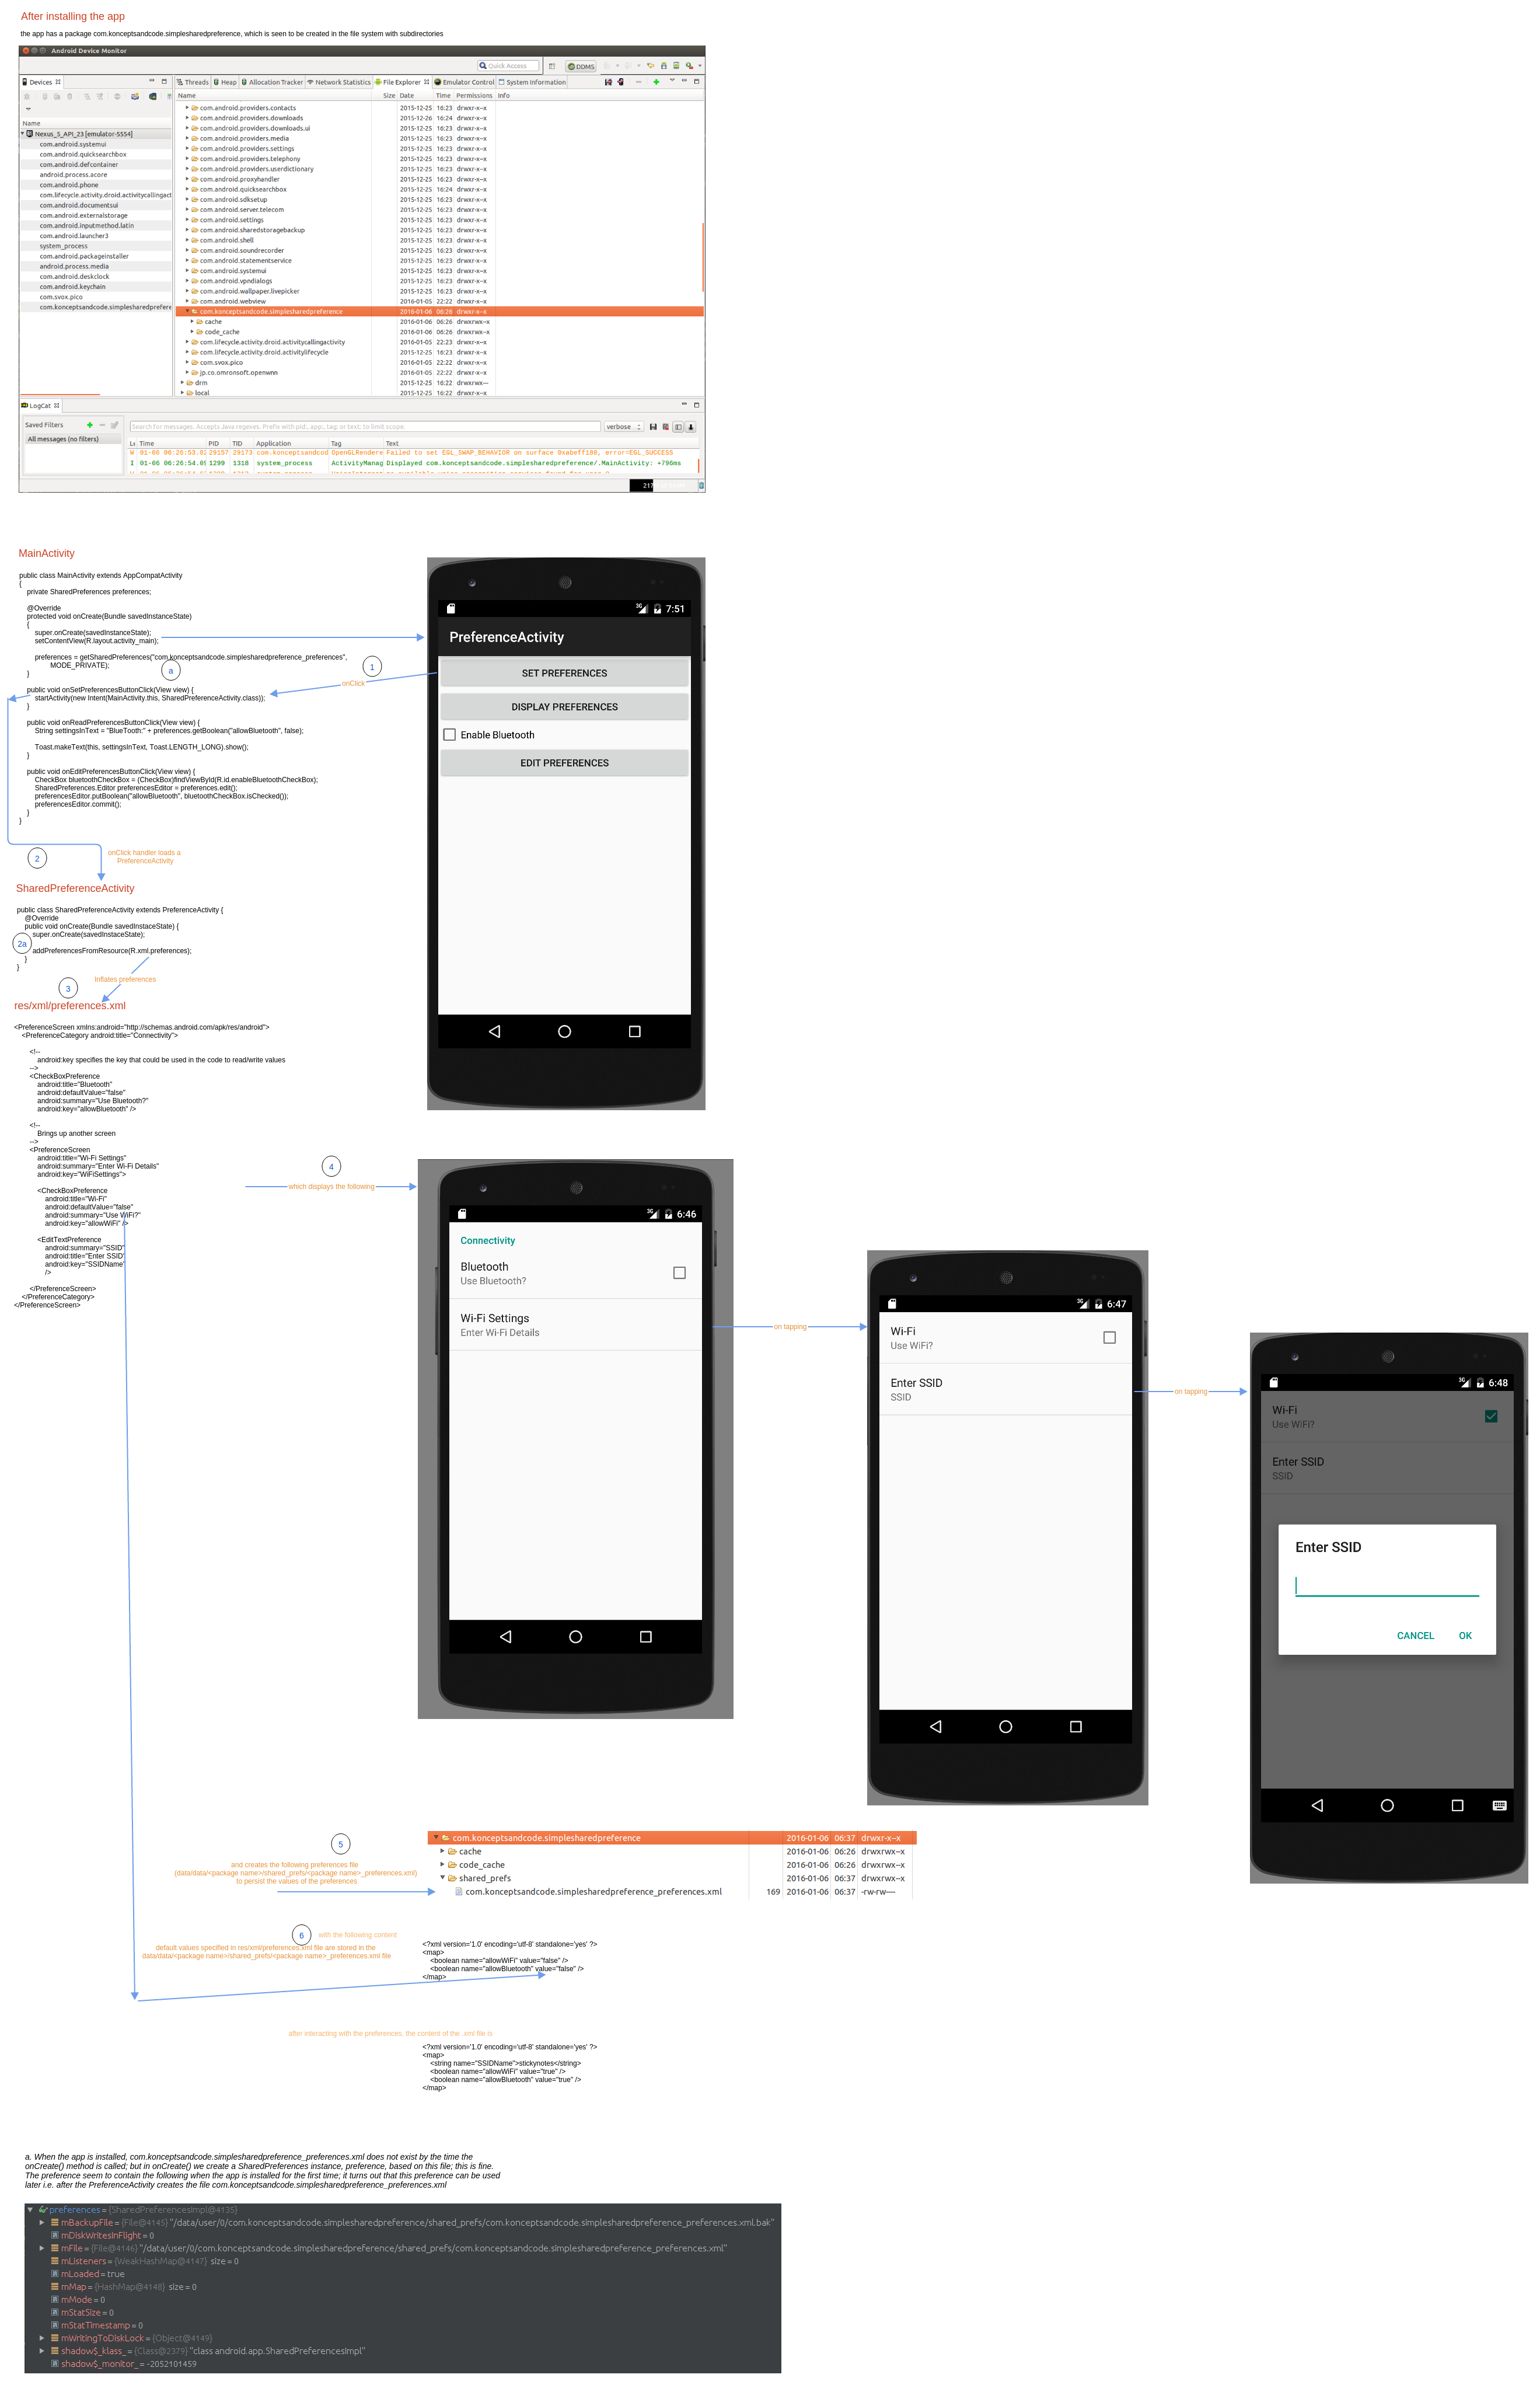 After installing the app
the app has a package com.konceptsandcode.simplesharedpreference, which is seen to be created in the file system with subdirectories
Android Device Monitor
Quick Access
DDMS
Devices
Threads
Heap
Allocation Tracker
Network Statistics
File Explorer
Emulator Control
System Information
Name
Nexus_5_API_23 [emulator-5554]
com.android.systemui
com.android.quicksearchbox
com.android.defcontainer
android.process.acore
com.android.phone
com.lifecycle.activity.droid.activitycallingact
com.android.documentsui
com.android.externalstorage
com.android.inputmethod.latin
com.android.launcher3
system_process
com.android.packageinstaller
android.process.media
com.android.deskclock
com.android.keychain
com.svox.pico
com.konceptsandcode.simplesharedprefere
Name Size Date Time Permissions Info
com.android.providers.contacts 2015-12-25 16:23 drwxr-x--x
com.android.providers.downloads 2015-12-26 16:24 drwxr-x--x
com.android.providers.downloads.ui 2015-12-25 16:23 drwxr-x--x
com.android.providers.media 2015-12-25 16:23 drwxr-x--x
com.android.providers.settings 2015-12-25 16:23 drwxr-x--x
com.android.providers.telephony 2015-12-25 16:23 drwxr-x--x
com.android.providers.userdictionary 2015-12-25 16:23 drwxr-x--x
com.android.proxyhandler 2015-12-25 16:23 drwxr-x--x
com.android.quicksearchbox 2015-12-25 16:24 drwxr-x--x
com.android.sdksetup 2015-12-25 16:23 drwxr-x--x
com.android.server.telecom 2015-12-25 16:23 drwxr-x--x
com.android.settings 2015-12-25 16:23 drwxr-x--x
com.android.sharedstoragebackup 2015-12-25 16:23 drwxr-x--x
com.android.shell 2015-12-25 16:23 drwxr-x--x
com.android.soundrecorder 2015-12-25 16:23 drwxr-x--x
com.android.statementservice 2015-12-25 16:23 drwxr-x--x
com.android.systemui 2015-12-25 16:23 drwxr-x--x
com.android.vpndialogs 2015-12-25 16:23 drwxr-x--x
com.android.wallpaper.livepicker 2015-12-25 16:23 drwxr-x--x
com.android.webview 2016-01-05 22:22 drwxr-x--x
com.konceptsandcode.simplesharedpreference 2016-01-06 06:26 drwxr-x--x
cache 2016-01-06 06:26 drwxrwx--x
code_cache 2016-01-06 06:26 drwxrwx--x
com.lifecycle.activity.droid.activitycallingactivity 2016-01-05 22:23 drwxr-x--x
com.lifecycle.activity.droid.activitylifecycle 2015-12-25 16:23 drwxr-x--x
com.svox.pico 2016-01-05 22:22 drwxr-x--x
jp.co.omronsoft.openwnn 2016-01-05 22:22 drwxr-x--x
drm 2015-12-25 16:22 drwxrwx---
local 2015-12-25 16:22 drwxr-x--x
LogCat
Saved Filters
All messages (no filters)
Search for messages. Accepts Java regexes. Prefix with pid:, app:, tag: or text: to limit scope.
verbose
Time PID TID Application Tag Text
W 01-06 06:26:53.82 29157 29173 com.konceptsandcod OpenGLRendere Failed to set EGL_SWAP_BEHAVIOR on surface 0xabeff180, error=EGL_SUCCESS
I 01-06 06:26:54.09 1299 1318 system_process ActivityManag Displayed com.konceptsandcode.simplesharedpreference/.MainActivity: +796ms
MainActivity
public class MainActivity extends AppCompatActivity
{
private SharedPreferences preferences;
@Override
protected void onCreate(Bundle savedInstanceState)
{
super.onCreate(savedInstanceState);
setContentView(R.layout.activity_main);
preferences = getSharedPreferences("com.konceptsandcode.simplesharedpreference_preferences",
MODE_PRIVATE);
}
a
1
onClick
public void onSetPreferencesButtonClick(View view) {
startActivity(new Intent(MainActivity.this, SharedPreferenceActivity.class));
}
public void onReadPreferencesButtonClick(View view) {
String settingsInText = "BlueTooth:" + preferences.getBoolean("allowBluetooth", false);
Toast.makeText(this, settingsInText, Toast.LENGTH_LONG).show();
}
public void onEditPreferencesButtonClick(View view) {
CheckBox bluetoothCheckBox = (CheckBox)findViewById(R.id.enableBluetoothCheckBox);
SharedPreferences.Editor preferencesEditor = preferences.edit();
preferencesEditor.putBoolean("allowBluetooth", bluetoothCheckBox.isChecked());
preferencesEditor.commit();
}
}
3G 7:51
PreferenceActivity
SET PREFERENCES
DISPLAY PREFERENCES
Enable Bluetooth
EDIT PREFERENCES
2
onClick handler loads a
PreferenceActivity
SharedPreferenceActivity
public class SharedPreferenceActivity extends PreferenceActivity {
@Override
public void onCreate(Bundle savedInstaceState) {
super.onCreate(savedInstaceState);
2a
addPreferencesFromResource(R.xml.preferences);
}
}
Inflates preferences
3
res/xml/preferences.xml
<PreferenceScreen xmlns:android="http://schemas.android.com/apk/res/android">
<PreferenceCategory android:title="Connectivity">
<!--
android:key specifies the key that could be used in the code to read/write values
-->
<CheckBoxPreference
android:title="Bluetooth"
android:defaultValue="false"
android:summary="Use Bluetooth?"
android:key="allowBluetooth" />
<!--
Brings up another screen
-->
<PreferenceScreen
android:title="Wi-Fi Settings"
android:summary="Enter Wi-Fi Details"
android:key="WiFiSettings">
<CheckBoxPreference
android:title="Wi-Fi"
android:defaultValue="false"
android:summary="Use WiFi?"
android:key="allowWiFi" />
<EditTextPreference
android:summary="SSID"
android:title="Enter SSID"
android:key="SSIDName"
/>
</PreferenceScreen>
</PreferenceCategory>
</PreferenceScreen>
4
which displays the following
3G 6:46
Connectivity
Bluetooth
Use Bluetooth?
Wi-Fi Settings
Enter Wi-Fi Details
on tapping
3G 6:47
Wi-Fi
Use WiFi?
Enter SSID
SSID
on tapping
3G 6:48
Wi-Fi
Use WiFi?
Enter SSID
SSID
Enter SSID
CANCEL OK
5
and creates the following preferences file
(data/data/<package name>/shared_prefs/<package name>_preferences.xml)
to persist the values of the preferences
com.konceptsandcode.simplesharedpreference 2016-01-06 06:37 drwxr-x--x
cache 2016-01-06 06:26 drwxrwx--x
code_cache 2016-01-06 06:26 drwxrwx--x
shared_prefs 2016-01-06 06:37 drwxrwx--x
com.konceptsandcode.simplesharedpreference_preferences.xml 169 2016-01-06 06:37 -rw-rw----
6
with the following content
default values specified in res/xml/preferences.xml file are stored in the
data/data/<package name>/shared_prefs/<package name>_preferences.xml file
<?xml version='1.0' encoding='utf-8' standalone='yes' ?>
<map>
<boolean name="allowWiFi" value="false" />
<boolean name="allowBluetooth" value="false" />
</map>
after interacting with the preferences, the content of the .xml file is
<?xml version='1.0' encoding='utf-8' standalone='yes' ?>
<map>
<string name="SSIDName">stickynotes</string>
<boolean name="allowWiFi" value="true" />
<boolean name="allowBluetooth" value="true" />
</map>
a. When the app is installed, com.konceptsandcode.simplesharedpreference_preferences.xml does not exist by the time the
onCreate() method is called; but in onCreate() we create a SharedPreferences instance, preference, based on this file; this is fine.
The preference seem to contain the following when the app is installed for the first time; it turns out that this preference can be used
later i.e. after the PreferenceActivity creates the file com.konceptsandcode.simplesharedpreference_preferences.xml
preferences = {SharedPreferencesImpl@4135}
mBackupFile = {File@4145} "/data/user/0/com.konceptsandcode.simplesharedpreference/shared_prefs/com.konceptsandcode.simplesharedpreference_preferences.xml.bak"
mDiskWritesInFlight = 0
mFile = {File@4146} "/data/user/0/com.konceptsandcode.simplesharedpreference/shared_prefs/com.konceptsandcode.simplesharedpreference_preferences.xml"
mListeners = {WeakHashMap@4147} size = 0
mLoaded = true
mMap = {HashMap@4148} size = 0
mMode = 0
mStatSize = 0
mStatTimestamp = 0
mWritingToDiskLock = {Object@4149}
shadow$_klass_ = {Class@2379} "class android.app.SharedPreferencesImpl"
shadow$_monitor_ = -2052101459